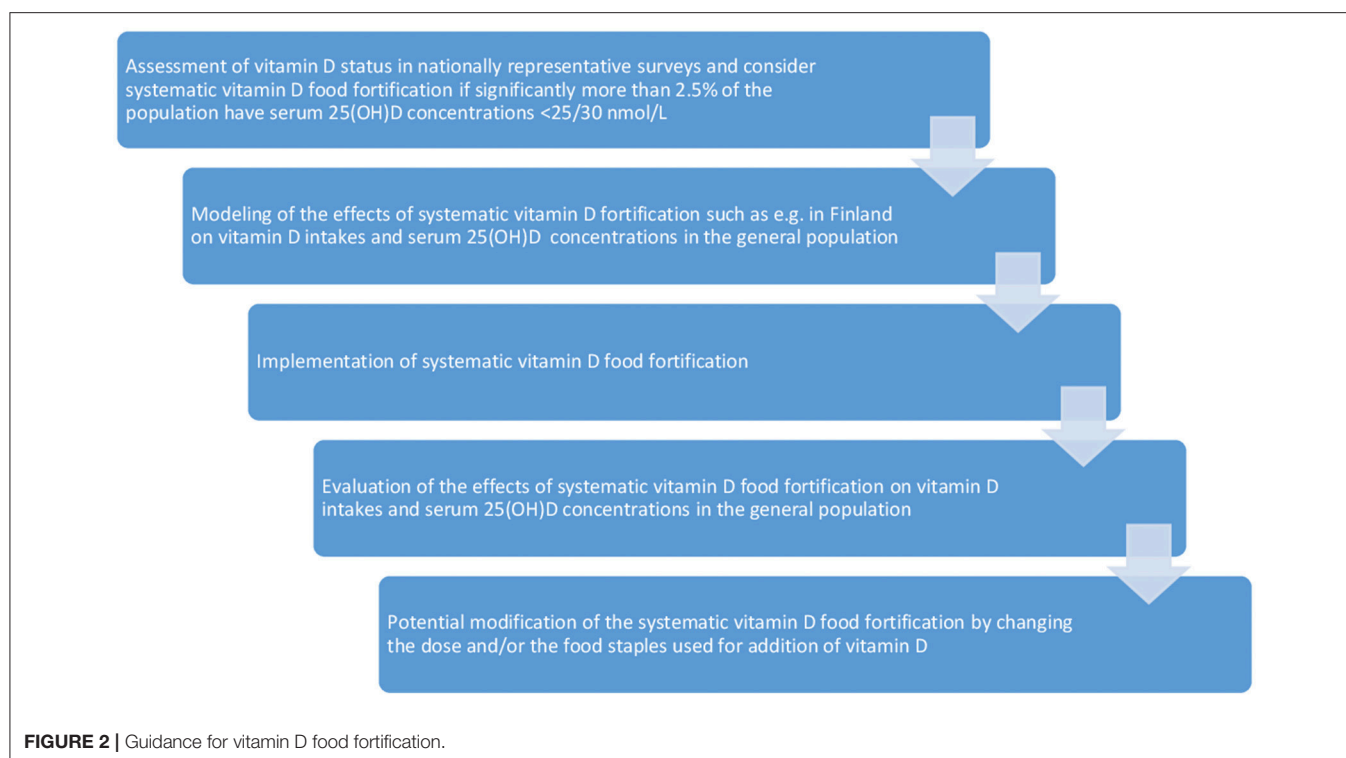 Assessment of vitamin D status in nationally representative surveys and consider
systematic vitamin D food fortification if significantly more than 2.5% of the
population have serum 25(OH)D concentrations <25/30 nmol/L
Modeling of the effects of systematic vitamin D fortification such as e.g. in Finland
on vitamin D intakes and serum 25(OH)D concentrations in the general population
Implementation of systematic vitamin D food fortification
Evaluation of the effects of systematic vitamin D food fortification on vitamin D
intakes and serum 25(OH)D concentrations in the general population
Potential modification of the systematic vitamin D food fortification by changing
the dose and/or the food staples used for addition of vitamin D
FIGURE 2 | Guidance for vitamin D food fortification.